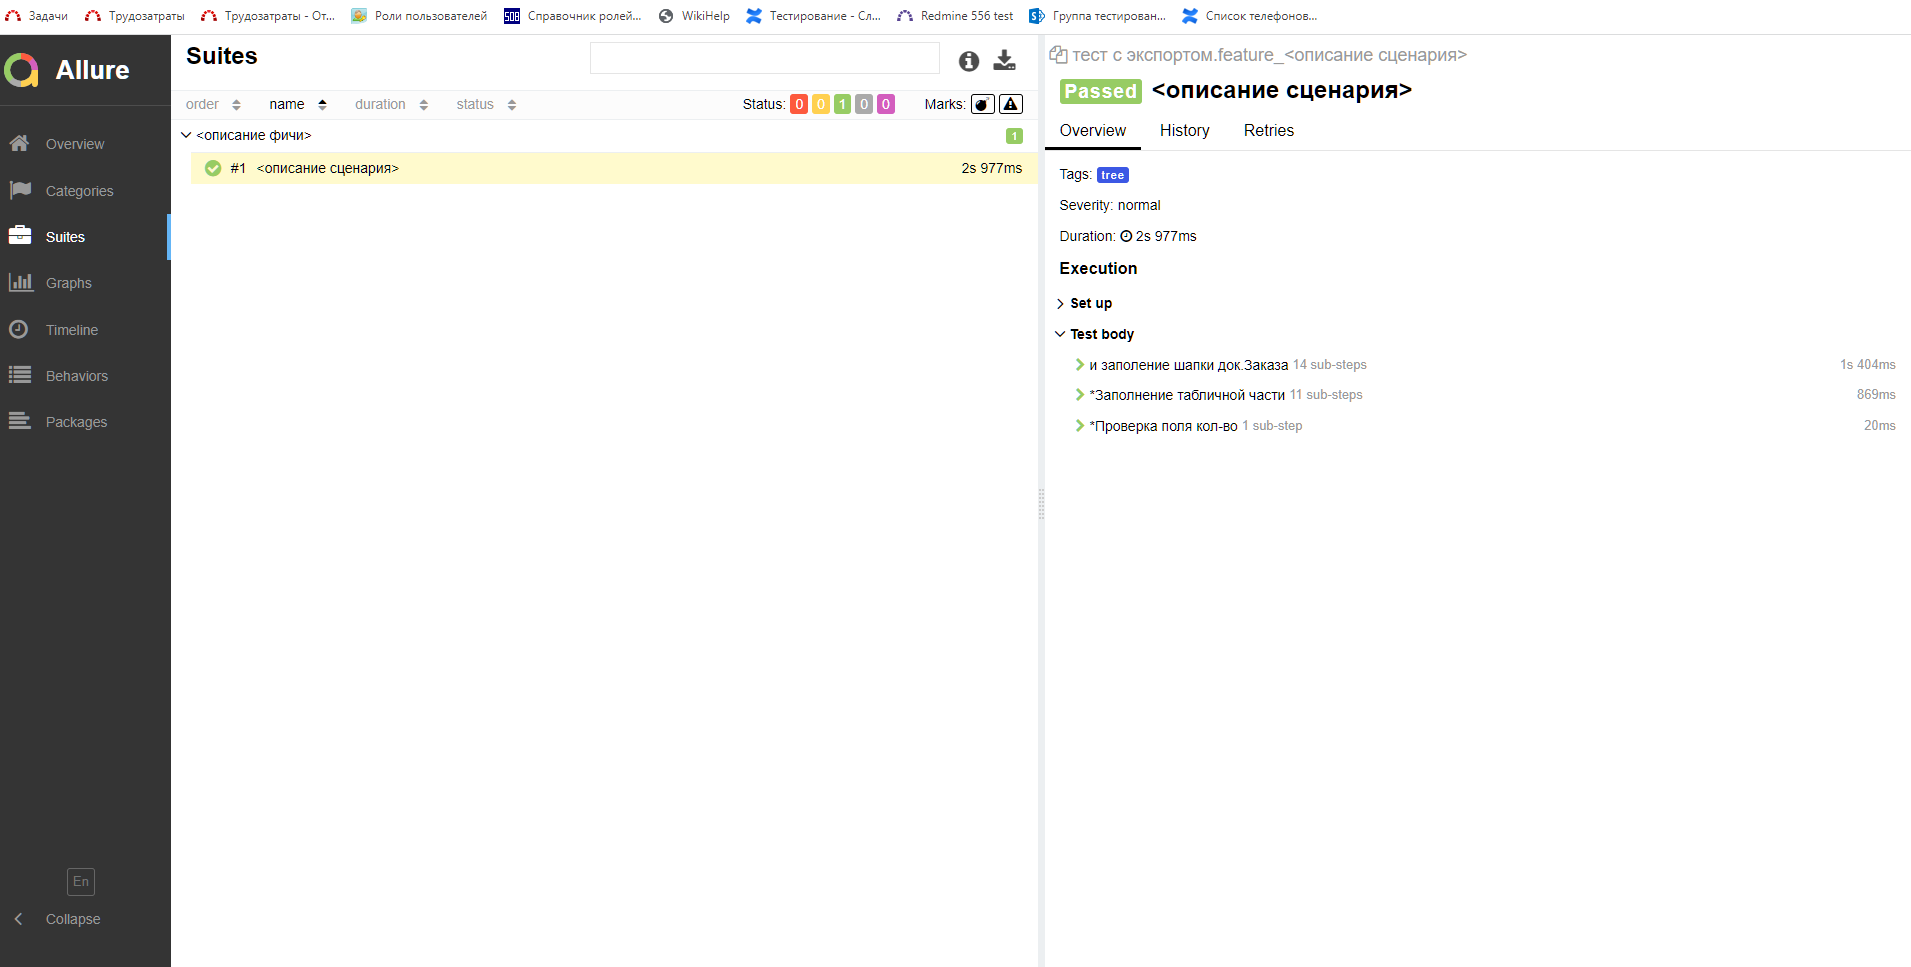 Задачи Трудозатраты Трудозатраты - От... Роли пользователей Справочник ролей... WikiHelp Тестирование - Сл... Redmine 556 test Группа тестирован... Список телефонов...
Allure
Overview
Categories
Suites
Graphs
Timeline
Behaviors
Packages
En
Collapse
Suites
order name duration status Status: 0 0 1 0 0 Marks:
<описание фичи> 1
#1 <описание сценария> 2s 977ms
тест с экспортом.feature_<описание сценария>
Passed <описание сценария>
Overview History Retries
Tags: tree
Severity: normal
Duration: 2s 977ms
Execution
Set up
Test body
и заполение шапки док.Заказа 14 sub-steps 1s 404ms
*Заполнение табличной части 11 sub-steps 869ms
*Проверка поля кол-во 1 sub-step 20ms